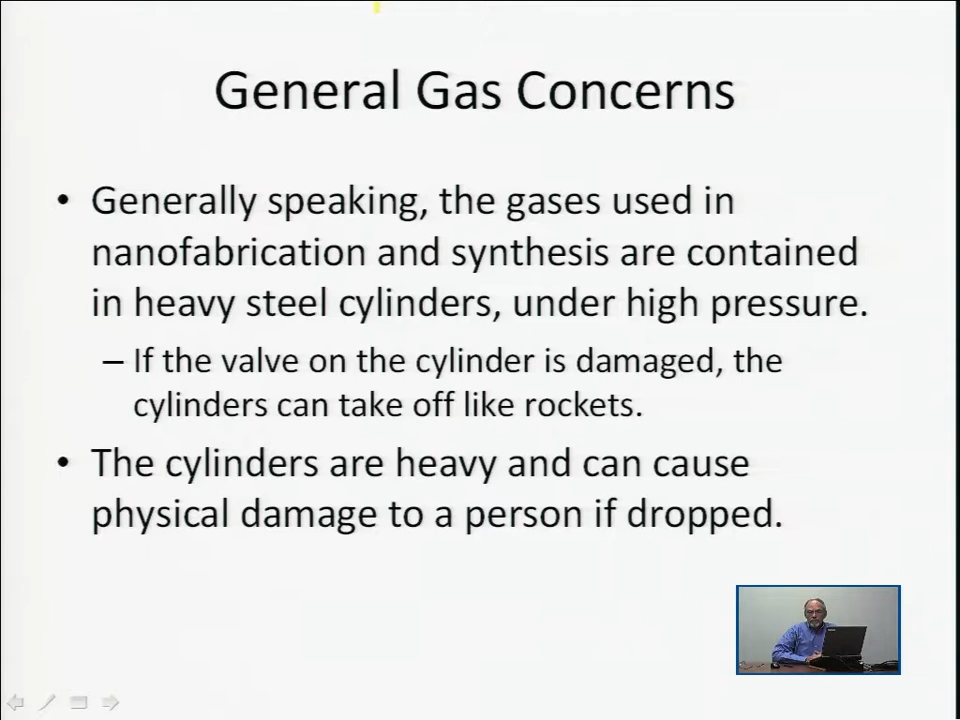 General Gas Concerns
• Generally speaking, the gases used in
nanofabrication and synthesis are contained
in heavy steel cylinders, under high pressure.
– If the valve on the cylinder is damaged, the
cylinders can take off like rockets.
• The cylinders are heavy and can cause
physical damage to a person if dropped.